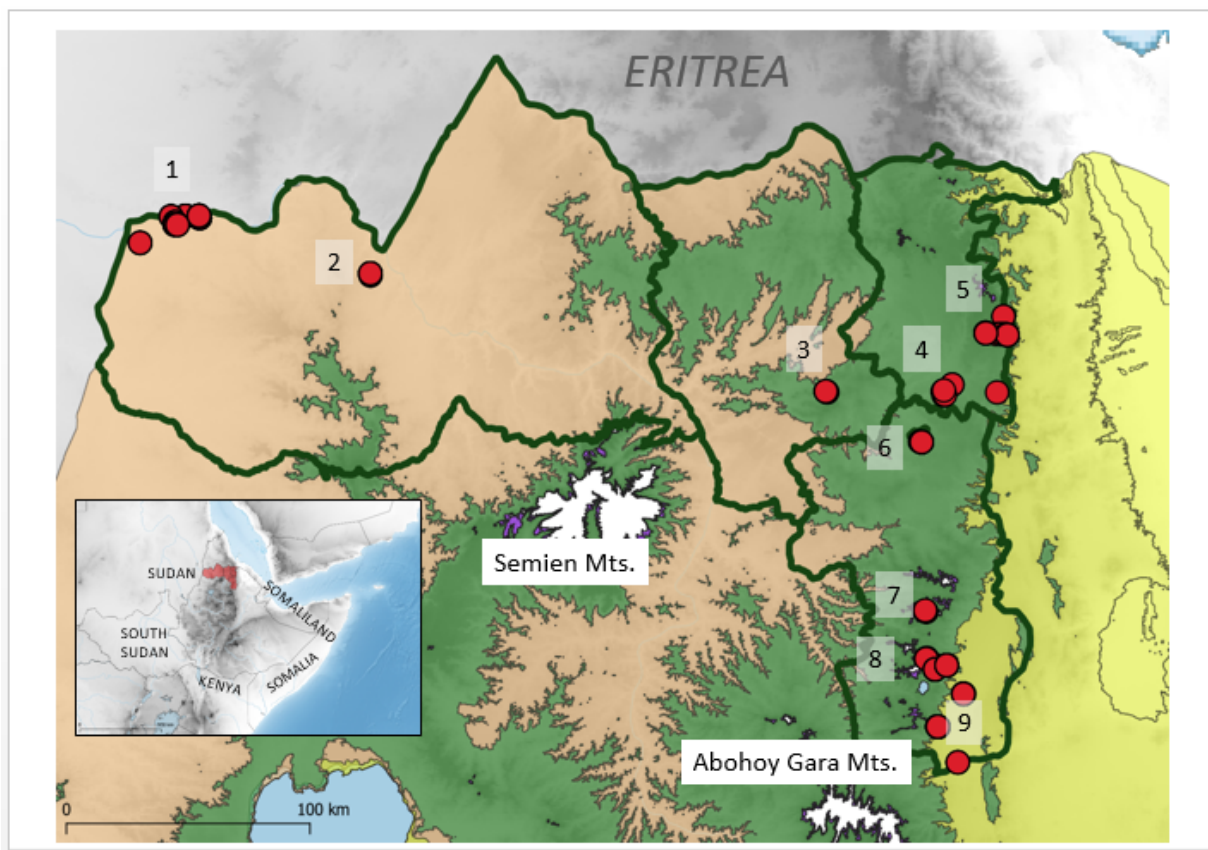 ERITREA
1
2
5
3
4
6
Semien Mts.
7
8
9
Abohoy Gara Mts.
SUDAN
SOMALILAND
SOUTH
SUDAN
KENYA
SOMALIA
0
100 km